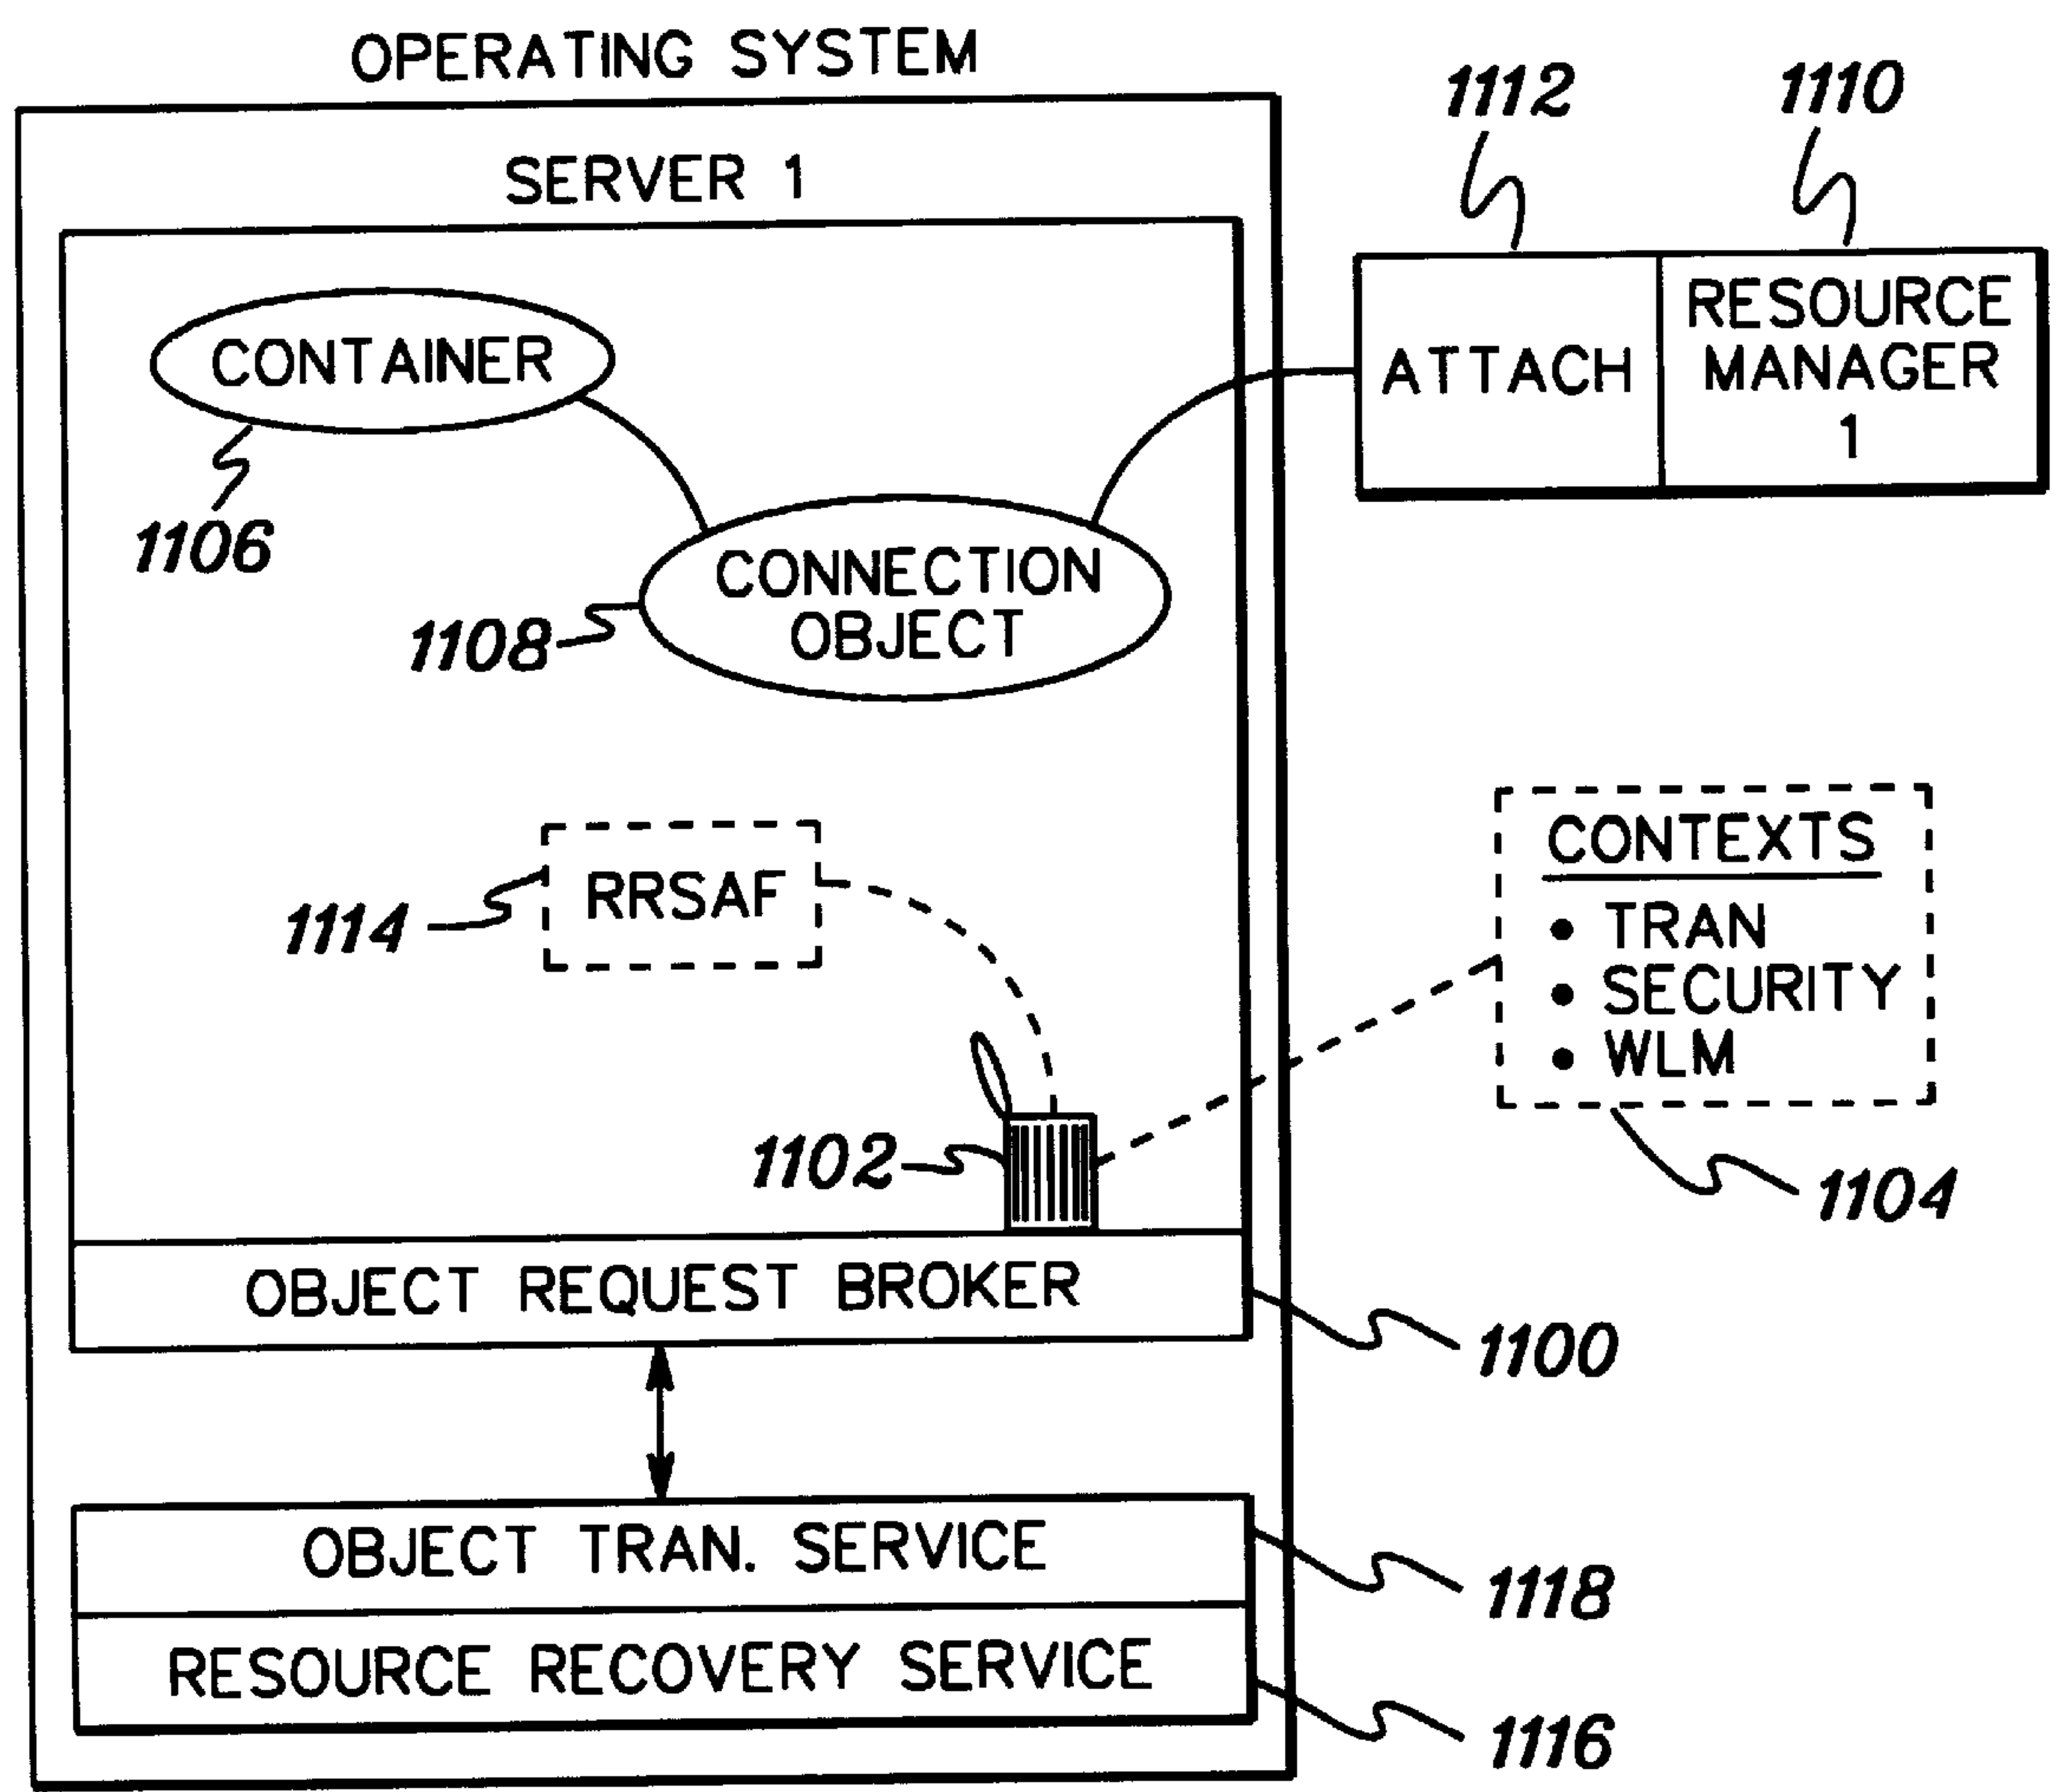 OPERATING SYSTEM
1112
1110
SERVER 1
CONTAINER
ATTACH
RESOURCE
MANAGER
1
1106
CONNECTION
OBJECT
1108
CONTEXTS
• TRAN
• SECURITY
• WLM
RRSAF
1114
1102
1104
OBJECT REQUEST BROKER
1100
OBJECT TRAN. SERVICE
1118
RESOURCE RECOVERY SERVICE
1116